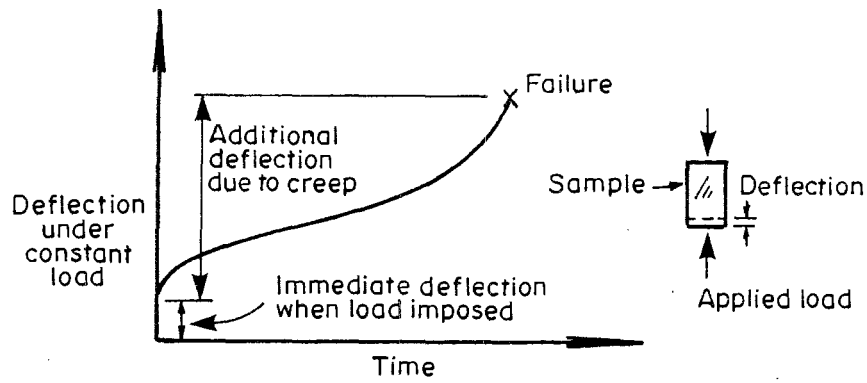 Failure
Additional
deflection
due to creep
Deflection
under
constant
load
Immediate deflection
when load imposed
Time
Sample
Deflection
Applied load